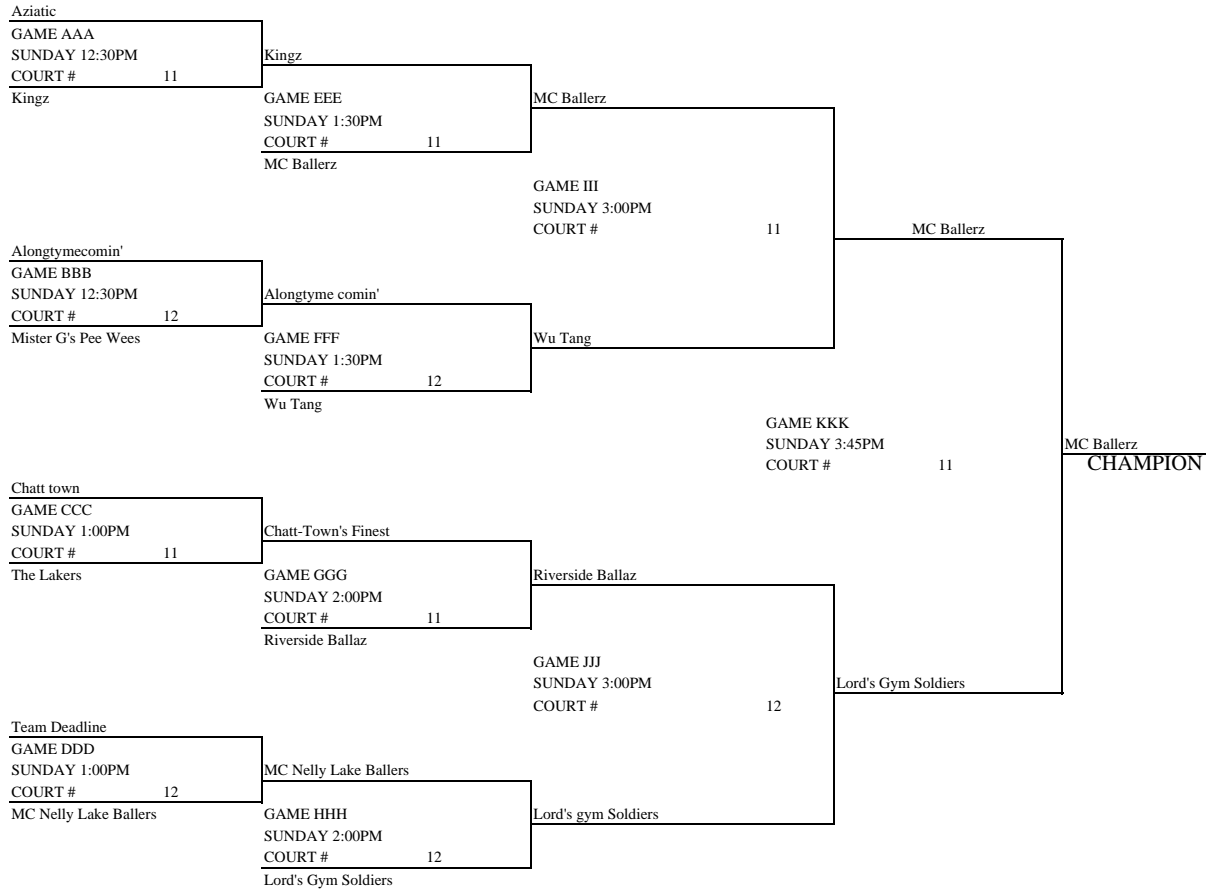 Aziatic
GAME AAA
SUNDAY 12:30PM
COURT # 11
Kingz
Kingz
GAME EEE
SUNDAY 1:30PM
COURT # 11
MC Ballerz
MC Ballerz
GAME III
SUNDAY 3:00PM
COURT # 11
MC Ballerz
Alongtymecomin'
GAME BBB
SUNDAY 12:30PM
COURT # 12
Mister G's Pee Wees
Alongtyme comin'
GAME FFF
SUNDAY 1:30PM
COURT # 12
Wu Tang
Wu Tang
GAME KKK
SUNDAY 3:45PM
COURT # 11
MC Ballerz
CHAMPION
Chatt town
GAME CCC
SUNDAY 1:00PM
COURT # 11
The Lakers
Chatt-Town's Finest
GAME GGG
SUNDAY 2:00PM
COURT # 11
Riverside Ballaz
Riverside Ballaz
GAME JJJ
SUNDAY 3:00PM
COURT # 12
Lord's Gym Soldiers
Team Deadline
GAME DDD
SUNDAY 1:00PM
COURT # 12
MC Nelly Lake Ballers
MC Nelly Lake Ballers
GAME HHH
SUNDAY 2:00PM
COURT # 12
Lord's Gym Soldiers
Lord's gym Soldiers